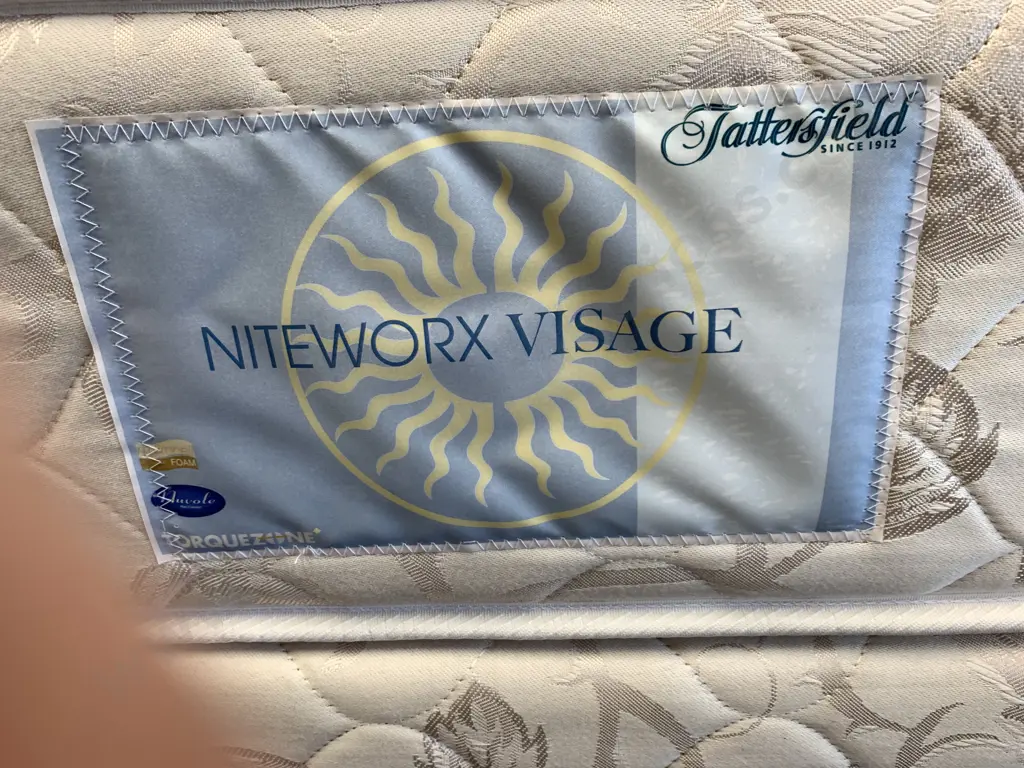 Tattersfield
SINCE 1912
NITEWORX VISAGE
FOAM
TORQUEZONE+